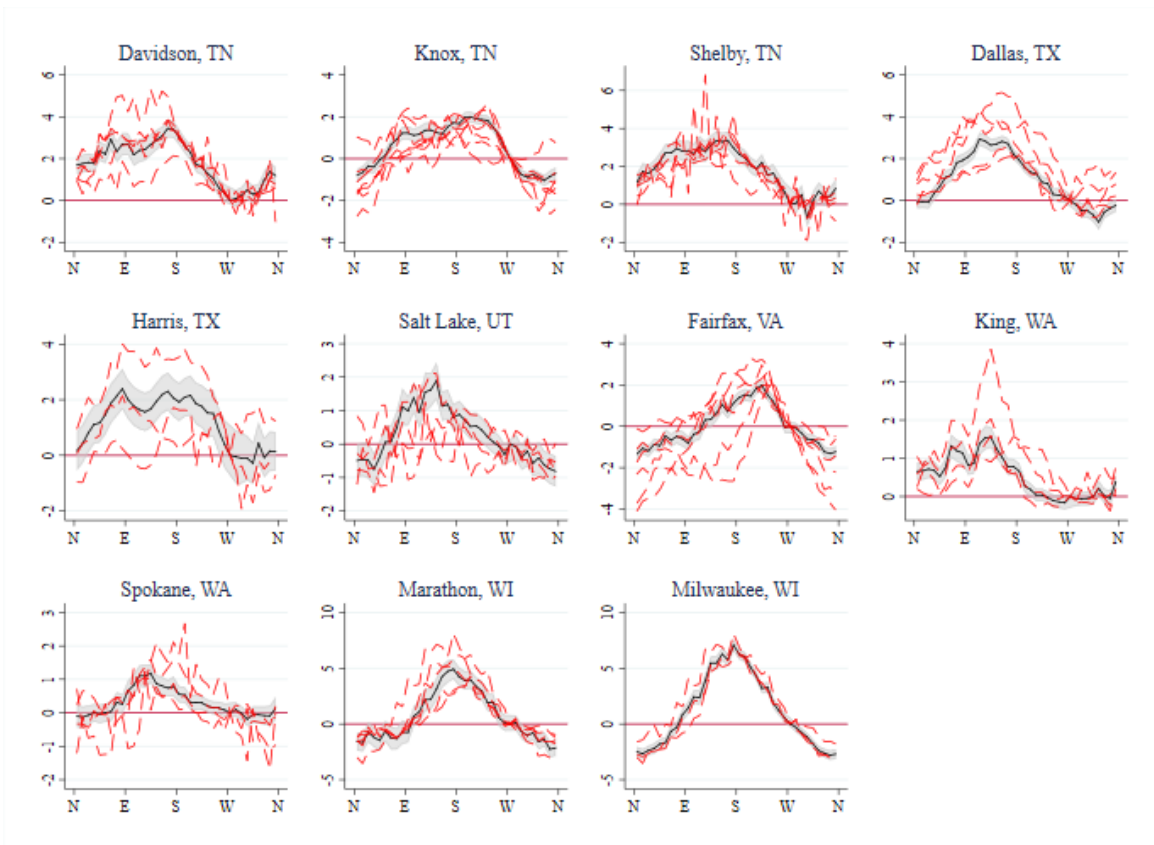 Davidson, TN
6
4
2
0
-2
N E S W N
Knox, TN
4
2
0
-2
-4
N E S W N
Shelby, TN
6
4
2
0
-2
N E S W N
Dallas, TX
6
4
2
0
-2
N E S W N
Harris, TX
4
2
0
-2
N E S W N
Salt Lake, UT
3
2
1
0
-1
-2
N E S W N
Fairfax, VA
4
2
0
-2
-4
N E S W N
King, WA
4
3
2
1
0
N E S W N
Spokane, WA
3
2
1
0
-1
-2
N E S W N
Marathon, WI
10
5
0
-5
N E S W N
Milwaukee, WI
10
5
0
-5
N E S W N